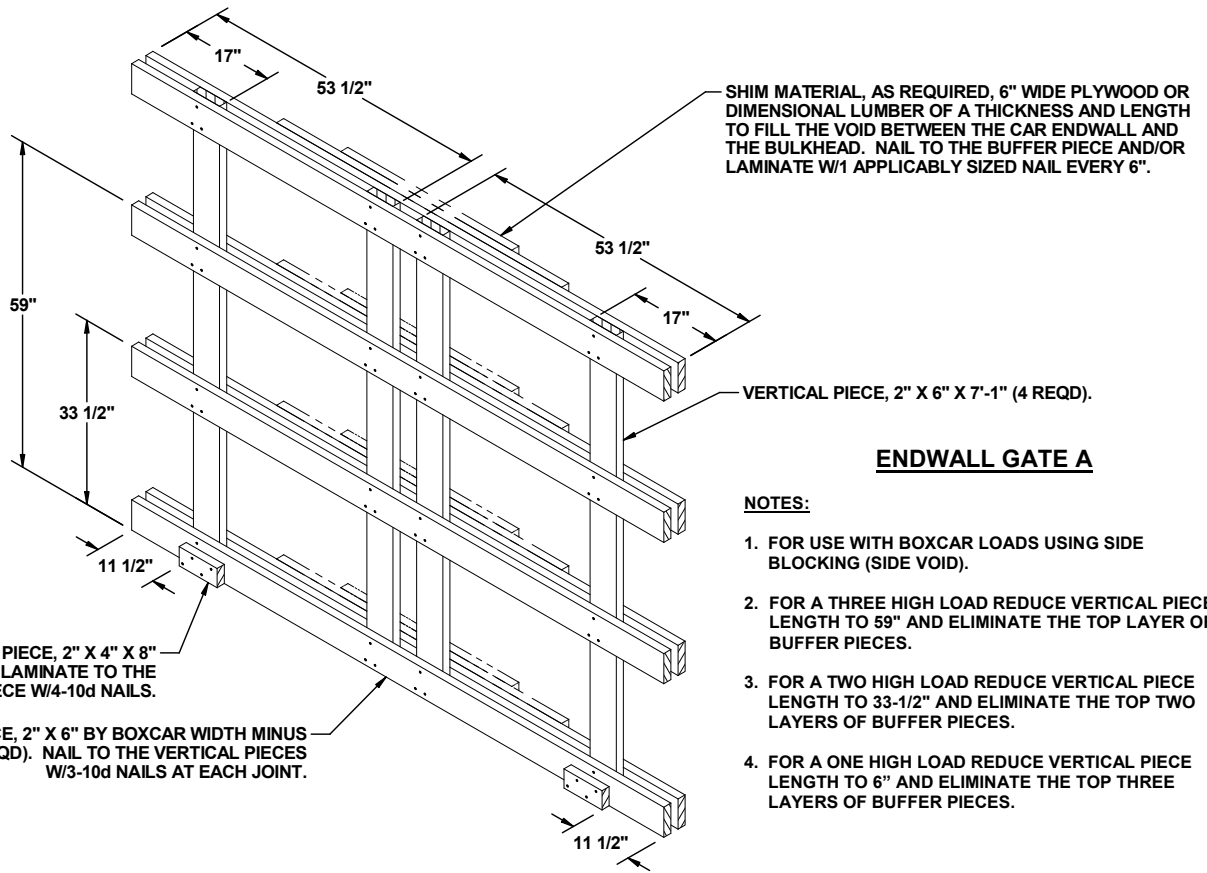 17"
53 1/2"
SHIM MATERIAL, AS REQUIRED, 6" WIDE PLYWOOD OR
DIMENSIONAL LUMBER OF A THICKNESS AND LENGTH
TO FILL THE VOID BETWEEN THE CAR ENDWALL AND
THE BULKHEAD. NAIL TO THE BUFFER PIECE AND/OR
LAMINATE W/1 APPLICABLY SIZED NAIL EVERY 6".
53 1/2"
17"
59"
33 1/2"
VERTICAL PIECE, 2" X 6" X 7'-1" (4 REQD).
ENDWALL GATE A
NOTES:
1. FOR USE WITH BOXCAR LOADS USING SIDE
BLOCKING (SIDE VOID).
2. FOR A THREE HIGH LOAD REDUCE VERTICAL PIECE
LENGTH TO 59" AND ELIMINATE THE TOP LAYER OF
BUFFER PIECES.
3. FOR A TWO HIGH LOAD REDUCE VERTICAL PIECE
LENGTH TO 33-1/2" AND ELIMINATE THE TOP TWO
LAYERS OF BUFFER PIECES.
4. FOR A ONE HIGH LOAD REDUCE VERTICAL PIECE
LENGTH TO 6” AND ELIMINATE THE TOP THREE
LAYERS OF BUFFER PIECES.
11 1/2"
PIECE, 2" X 4" X 8"
LAMINATE TO THE
W/4-10d NAILS.
2" X 6" BY BOXCAR WIDTH MINUS
NAIL TO THE VERTICAL PIECES
W/3-10d NAILS AT EACH JOINT.
11 1/2"